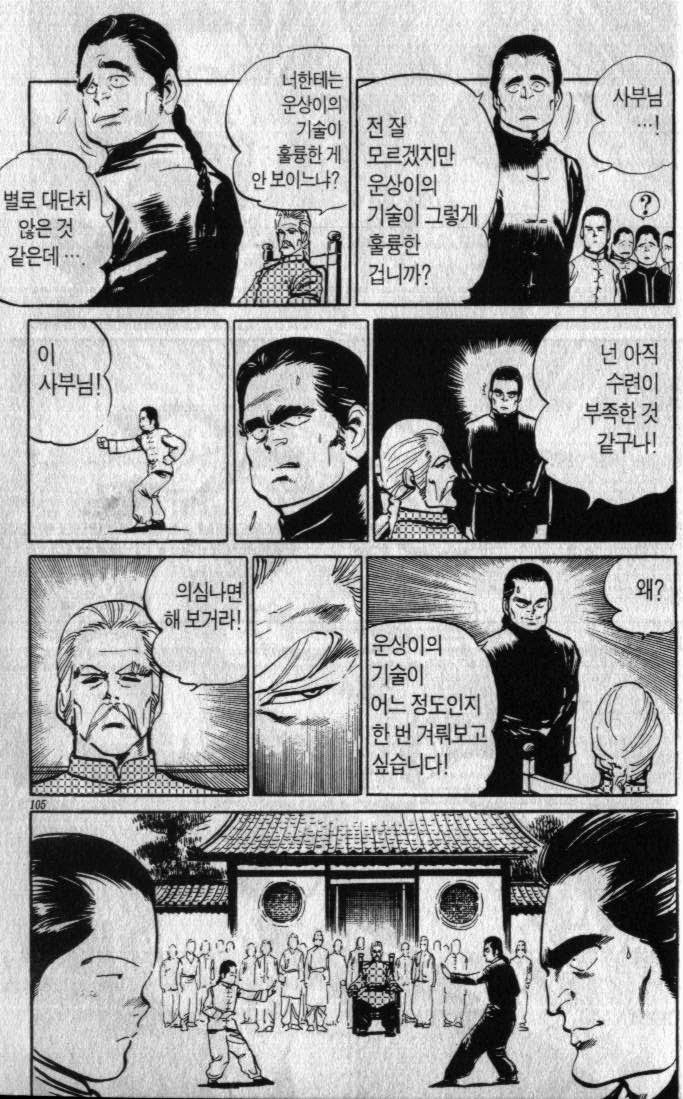 사부님
…!
전 잘
모르겠지만
운상이의
기술이 그렇게
훌륭한
겁니까?
?
너한테는
운상이의
기술이
훌륭한 게
안 보이느냐?
별로 대단치
않은 것
같은데 ….
넌 아직
수련이
부족한 것
같구나!
이
사부님!
왜?
운상이의
기술이
어느 정도인지
한 번 겨뤄보고
싶습니다!
의심나면
해 보거라!
105